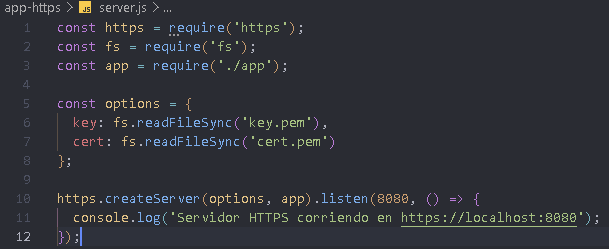 app-https > JS server.js > ...
1 const https = require("https");
2 const fs = require("fs");
3 const app = require("./app");
4
5 const options = {
6 key: fs.readFileSync("key.pem"),
7 cert: fs.readFileSync("cert.pem")
8 };
9
10 https.createServer(options, app).listen(8080, () => {
11 console.log("Servidor HTTPS corriendo en https://localhost:8080");
12 });